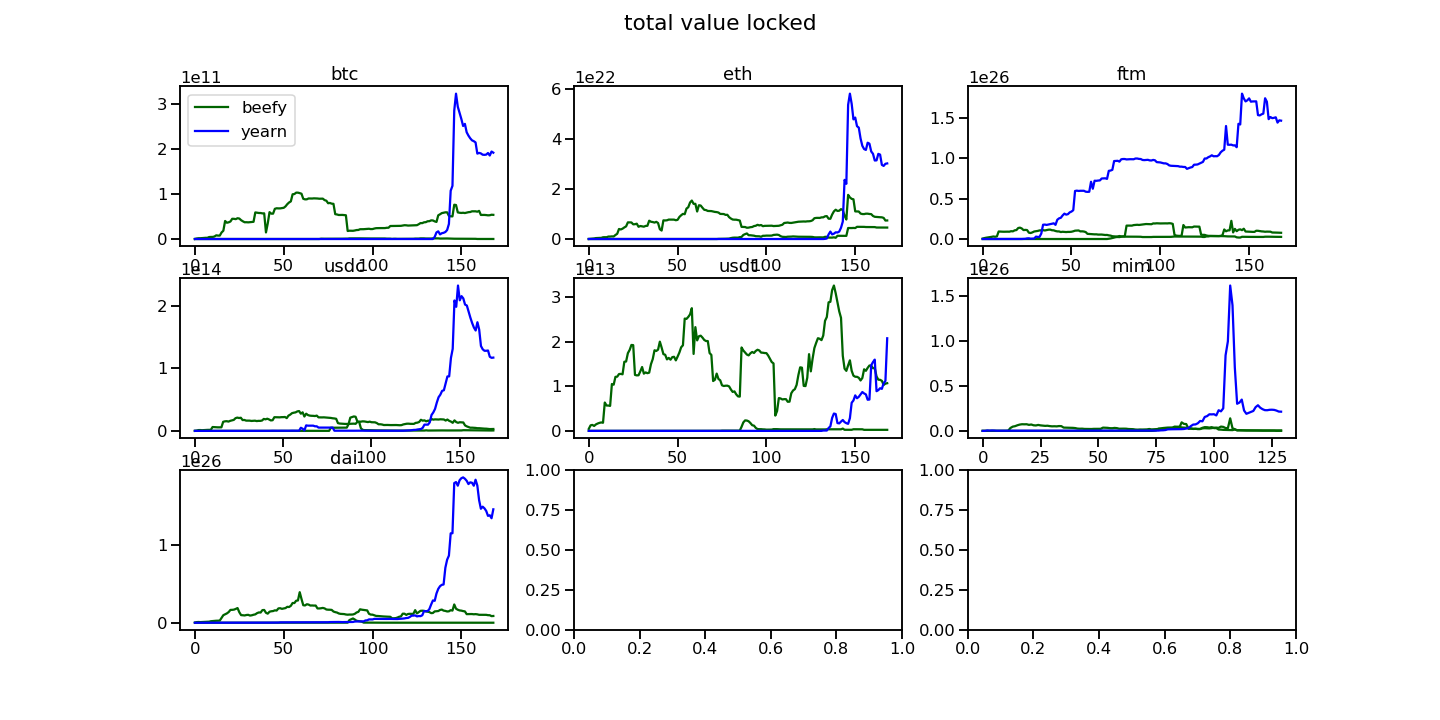 total value locked
1e11 btc
3
2
1
0
beefy
yearn
0 50 100 150
1e22 eth
6
4
2
0
0 50 100 150
1e26 ftm
1.5
1.0
0.5
0.0
0 50 100 150
1e14 usdc
2
1
0
0 50 100 150
1e13 usdt
3
2
1
0
0 50 100 150
1e26 mim
1.5
1.0
0.5
0.0
0 25 50 75 100 125
1e26 dai
1
0
0 50 100 150
1.00
0.75
0.50
0.25
0.00
0.0 0.2 0.4 0.6 0.8 1.0
1.00
0.75
0.50
0.25
0.00
0.0 0.2 0.4 0.6 0.8 1.0